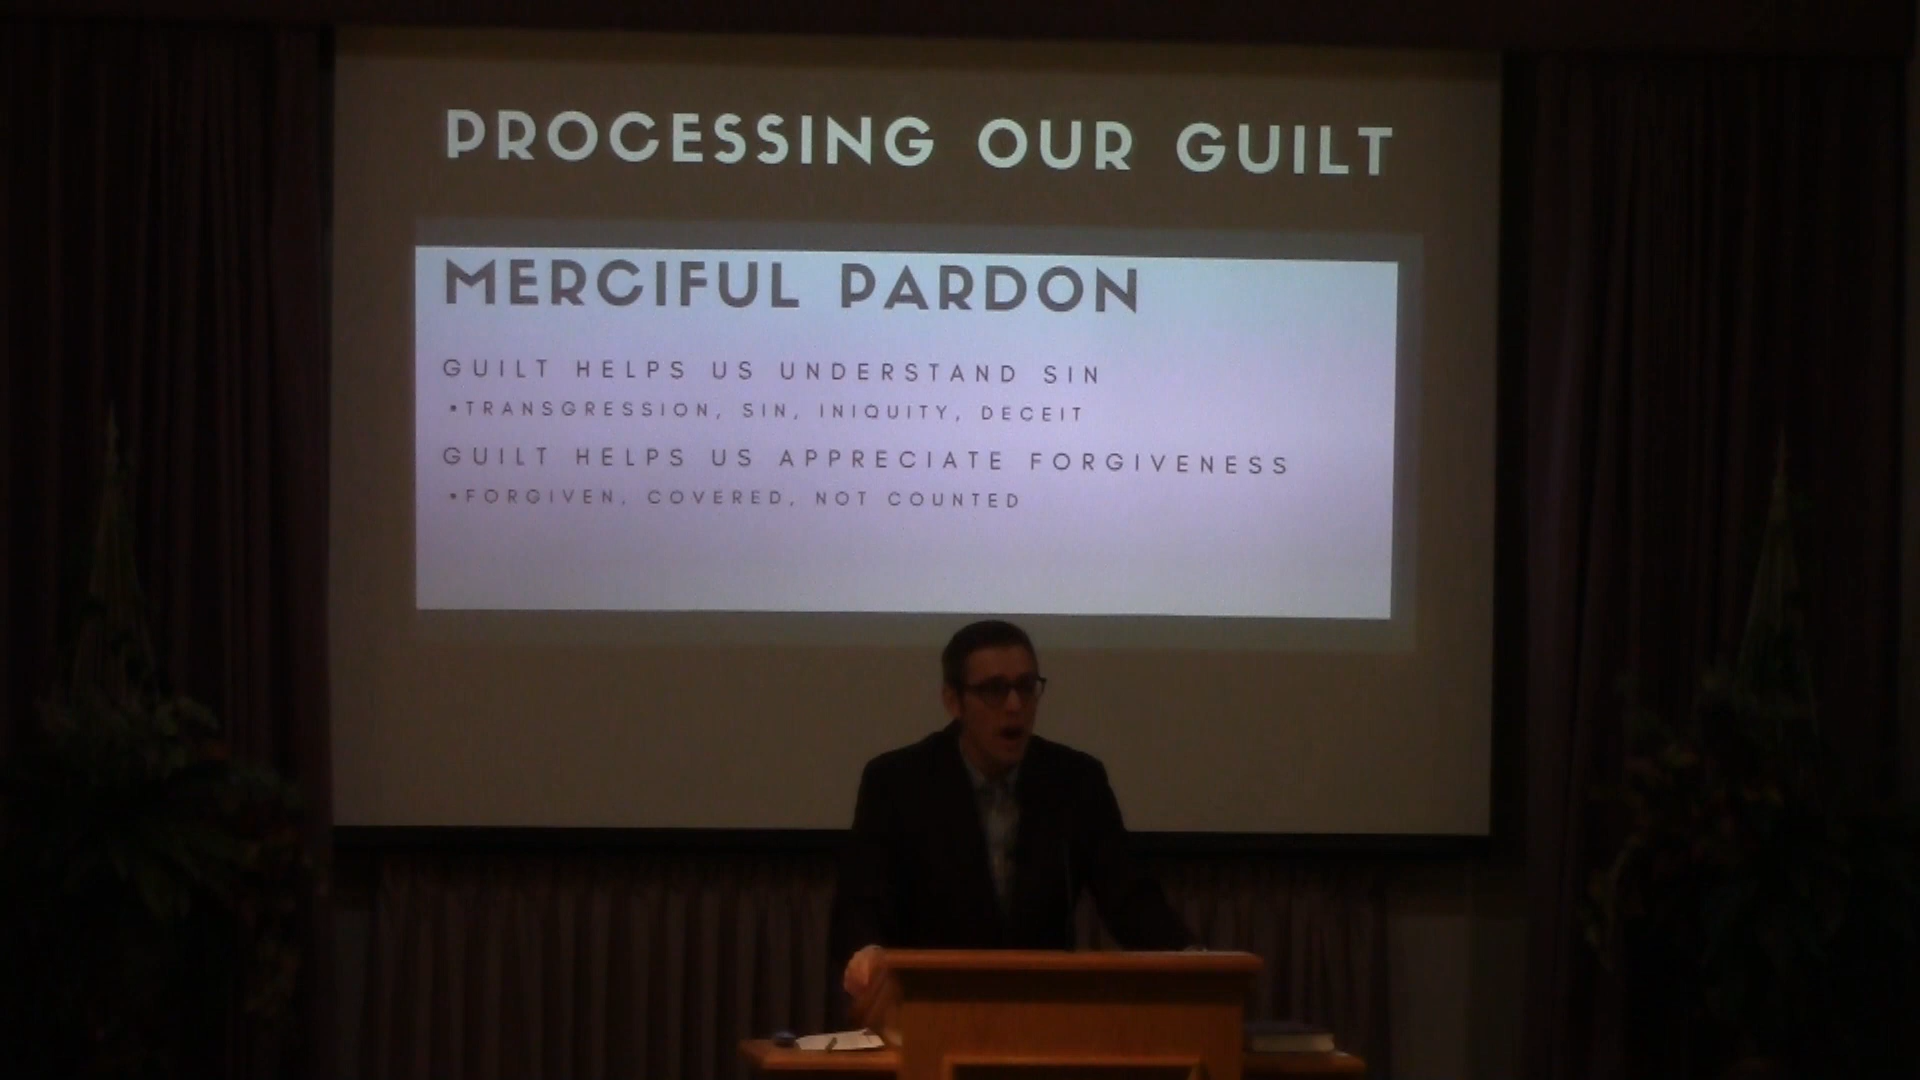 PROCESSING OUR GUILT
MERCIFUL PARDON
GUILT HELPS US UNDERSTAND SIN
•TRANSGRESSION, SIN, INIQUITY, DECEIT
GUILT HELPS US APPRECIATE FORGIVENESS
•FORGIVEN, COVERED, NOT COUNTED